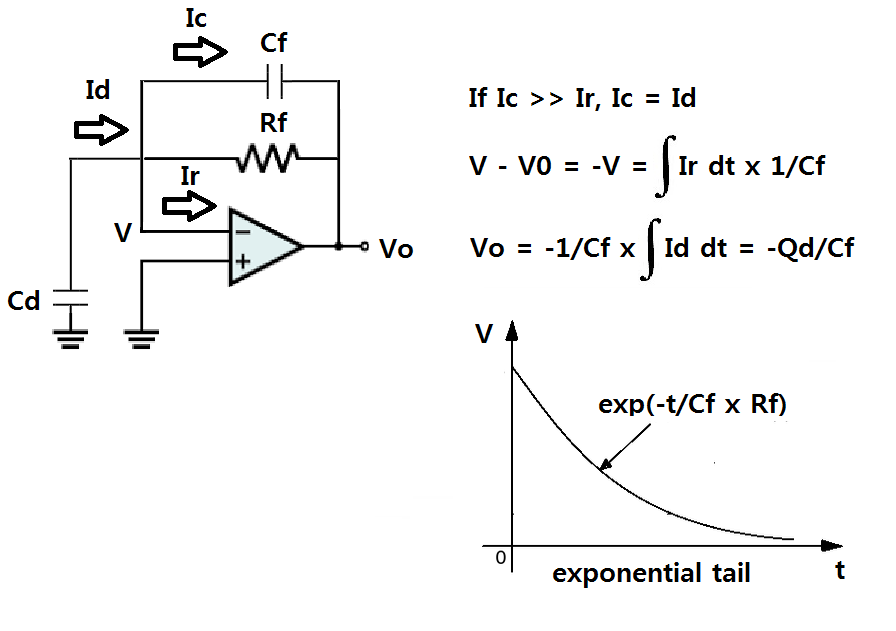 Ic
Cf
Id
Rf
Ir
V
Vo
Cd
If Ic >> Ir, Ic = Id
V - V0 = -V = ∫ Ir dt x 1/Cf
Vo = -1/Cf x ∫ Id dt = -Qd/Cf
V
exp(-t/Cf x Rf)
0
t
exponential tail